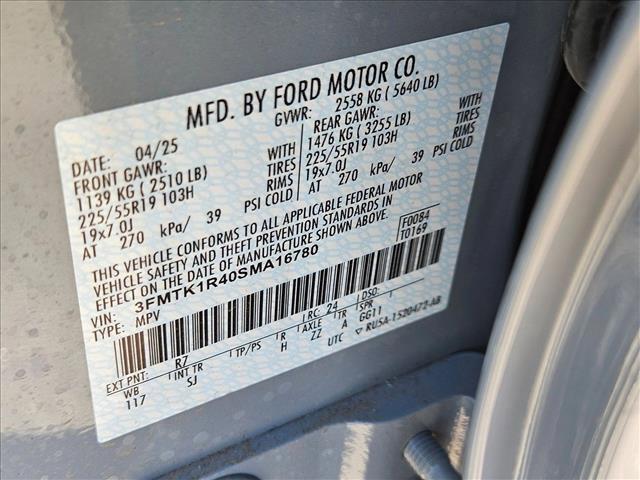 MFD. BY FORD MOTOR CO.
DATE: 04/25 GVWR: 2558 KG ( 5640 LB)
FRONT GAWR: WITH REAR GAWR: WITH
1139 KG ( 2510 LB) TIRES 1476 KG ( 3255 LB) TIRES
225/55R19 103H RIMS 225/55R19 103H RIMS
19x7.0J PSI COLD 19x7.0J PSI COLD
AT 270 kPa/ 39 AT 270 kPa/ 39
THIS VEHICLE CONFORMS TO ALL APPLICABLE FEDERAL MOTOR
VEHICLE SAFETY AND THEFT PREVENTION STANDARDS IN
EFFECT ON THE DATE OF MANUFACTURE SHOWN ABOVE. F0084
VIN: 3FMTK1R40SMA16780 T0169
TYPE: MPV
EXT PNT: R7 RC: 24 DSO:
WB INT TR TP/PS R AXLE TR SPR
117 SJ H ZZ A GG11
UTC ▽ RU5A-1520472-AB